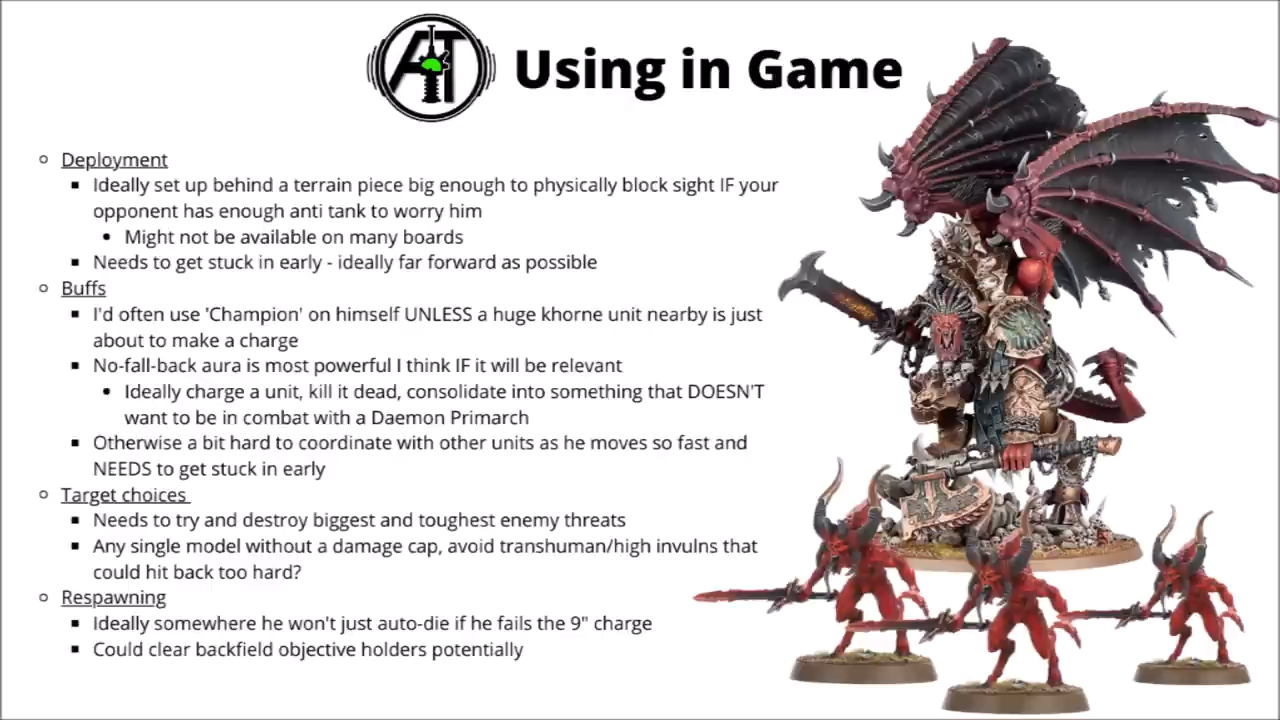 AT
Using in Game
Deployment
Ideally set up behind a terrain piece big enough to physically block sight IF your
opponent has enough anti tank to worry him
Might not be available on many boards
Needs to get stuck in early - ideally far forward as possible
Buffs
I'd often use 'Champion' on himself UNLESS a huge khorne unit nearby is just
about to make a charge
No-fall-back aura is most powerful I think IF it will be relevant
Ideally charge a unit, kill it dead, consolidate into something that DOESN'T
want to be in combat with a Daemon Primarch
Otherwise a bit hard to coordinate with other units as he moves so fast and
NEEDS to get stuck in early
Target choices
Needs to try and destroy biggest and toughest enemy threats
Any single model without a damage cap, avoid transhuman/high invulns that
could hit back too hard?
Respawning
Ideally somewhere he won't just auto-die if he fails the 9" charge
Could clear backfield objective holders potentially